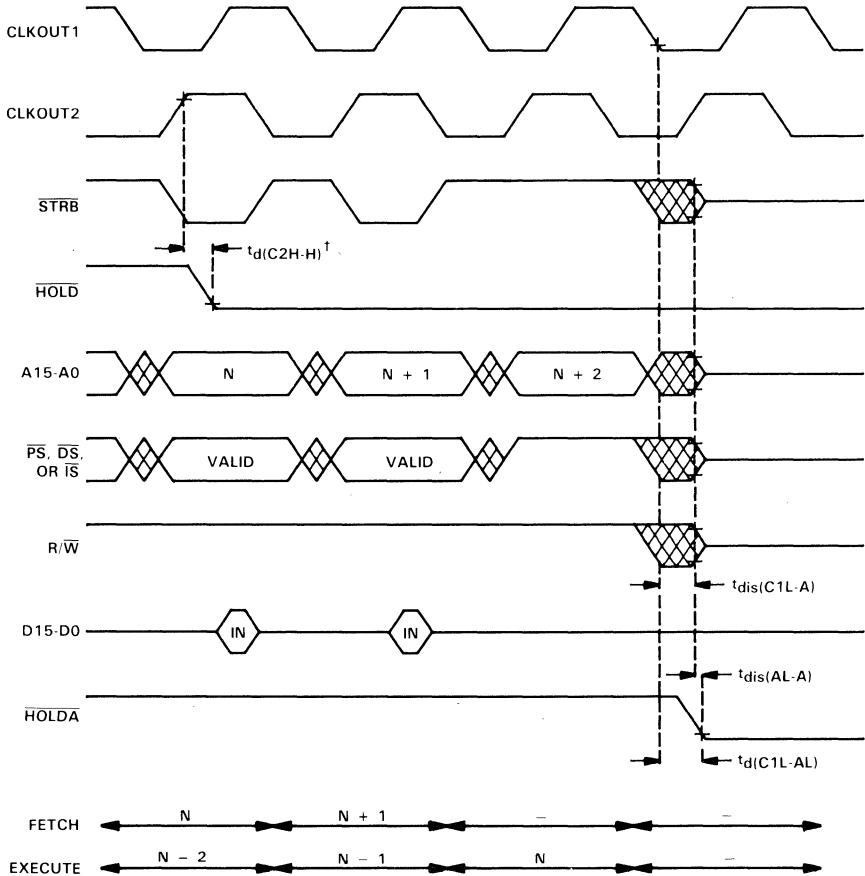 CLKOUT1
CLKOUT2
STRB
td(C2H-H)†
HOLD
A15-A0 N N + 1 N + 2
PS, DS,
OR IS
VALID VALID
R/W
tdis(C1L-A)
D15-D0 IN IN
tdis(AL-A)
HOLDA
td(C1L-AL)
FETCH N N + 1 – –
EXECUTE N – 2 N – 1 N –